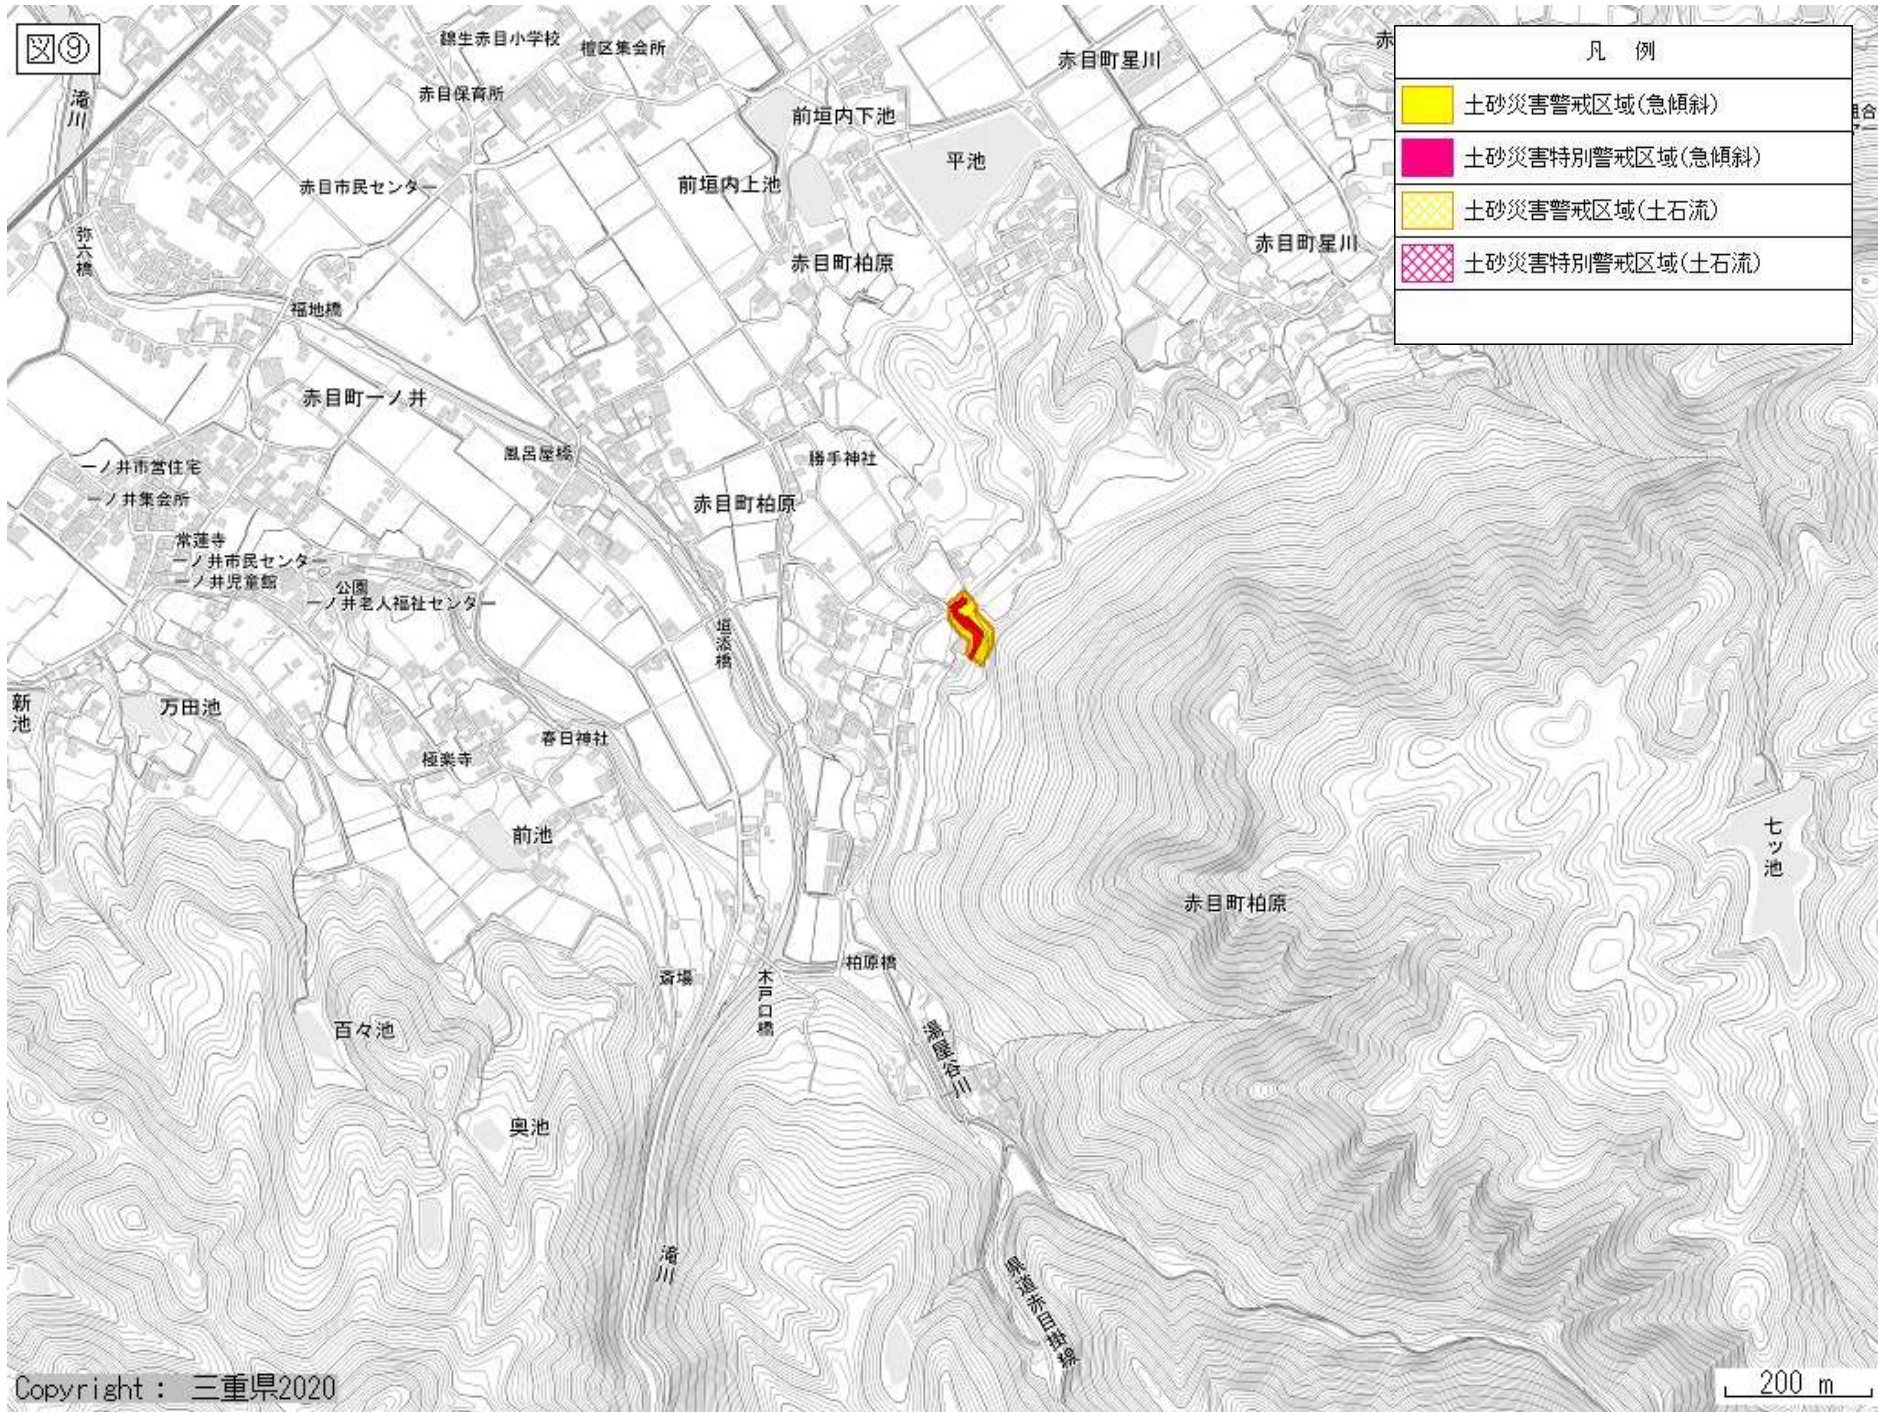 図⑨
凡 例
土砂災害警戒区域(急傾斜)
土砂災害特別警戒区域(急傾斜)
土砂災害警戒区域(土石流)
土砂災害特別警戒区域(土石流)
錦生赤目小学校
檀区集会所
赤目町星川
赤
組合
滝川
赤目保育所
前垣内下池
平池
赤目市民センター
前垣内上池
弥六橋
赤目町柏原
赤目町星川
福地橋
赤目町一ノ井
風呂屋橋
勝手神社
一ノ井市営住宅
一ノ井集会所
赤目町柏原
常蓮寺
一ノ井市民センター
一ノ井児童館
公園
一ノ井老人福祉センター
垣添橋
新池
万田池
春日神社
極楽寺
前池
七ッ池
赤目町柏原
斎場
木戸口橋
柏原橋
百々池
湯屋谷川
奥池
滝川
県道赤目掛線
Copyright : 三重県2020
200 m